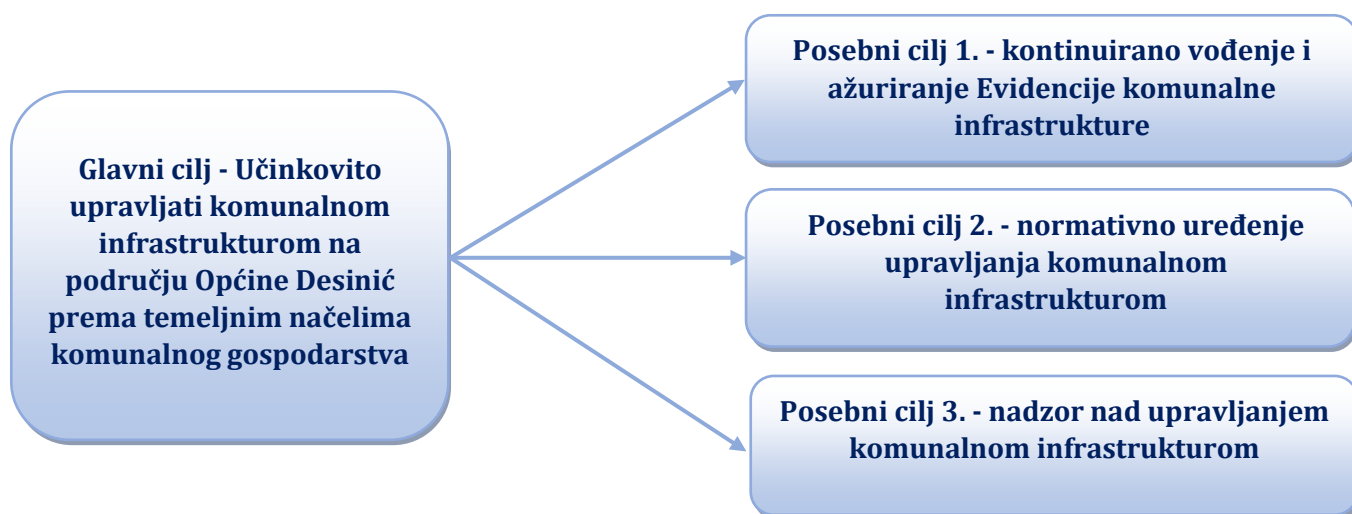 Glavni cilj - Učinkovito
upravljati komunalnom
infrastrukturom na
području Općine Desinić
prema temeljnim načelima
komunalnog gospodarstva
Posebni cilj 1. - kontinuirano vođenje i
ažuriranje Evidencije komunalne
infrastrukture
Posebni cilj 2. - normativno uređenje
upravljanja komunalnom
infrastrukturom
Posebni cilj 3. - nadzor nad upravljanjem
komunalnom infrastrukturom